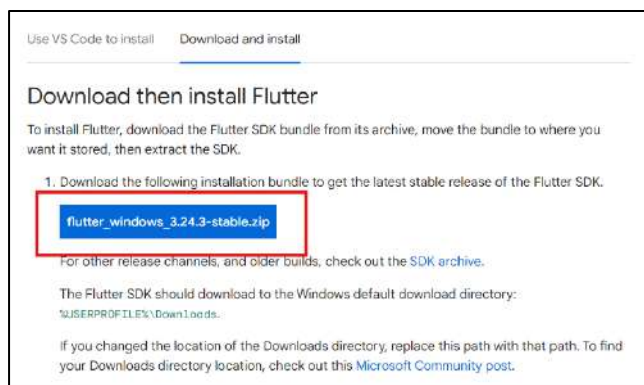 Use VS Code to install Download and install
Download then install Flutter
To install Flutter, download the Flutter SDK bundle from its archive, move the bundle to where you
want it stored, then extract the SDK.
1. Download the following installation bundle to get the latest stable release of the Flutter SDK.
flutter_windows_3.24.3-stable.zip
For other release channels, and older builds, check out the SDK archive.
The Flutter SDK should download to the Windows default download directory:
%USERPROFILE%\Downloads.
If you changed the location of the Downloads directory, replace this path with that path. To find
your Downloads directory location, check out this Microsoft Community post.